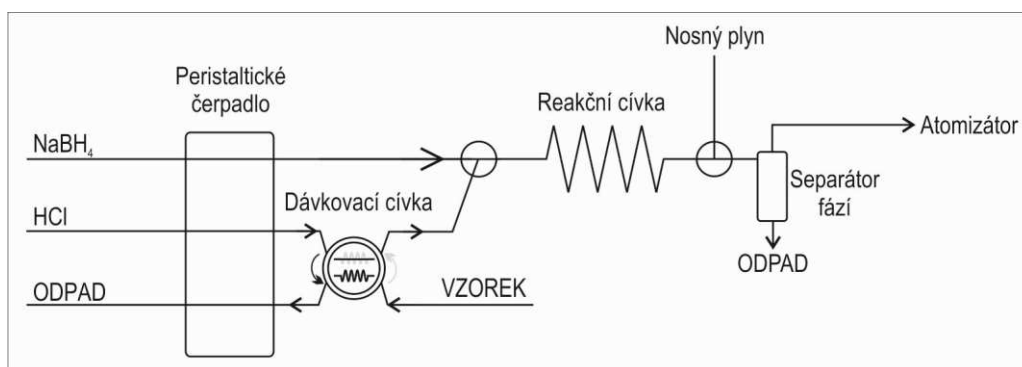 Nosný plyn
Peristaltické
čerpadlo
Reakční cívka
Atomizátor
NaBH₄
Separátor
fází
Dávkovací cívka
HCl
ODPAD
VZOREK
ODPAD